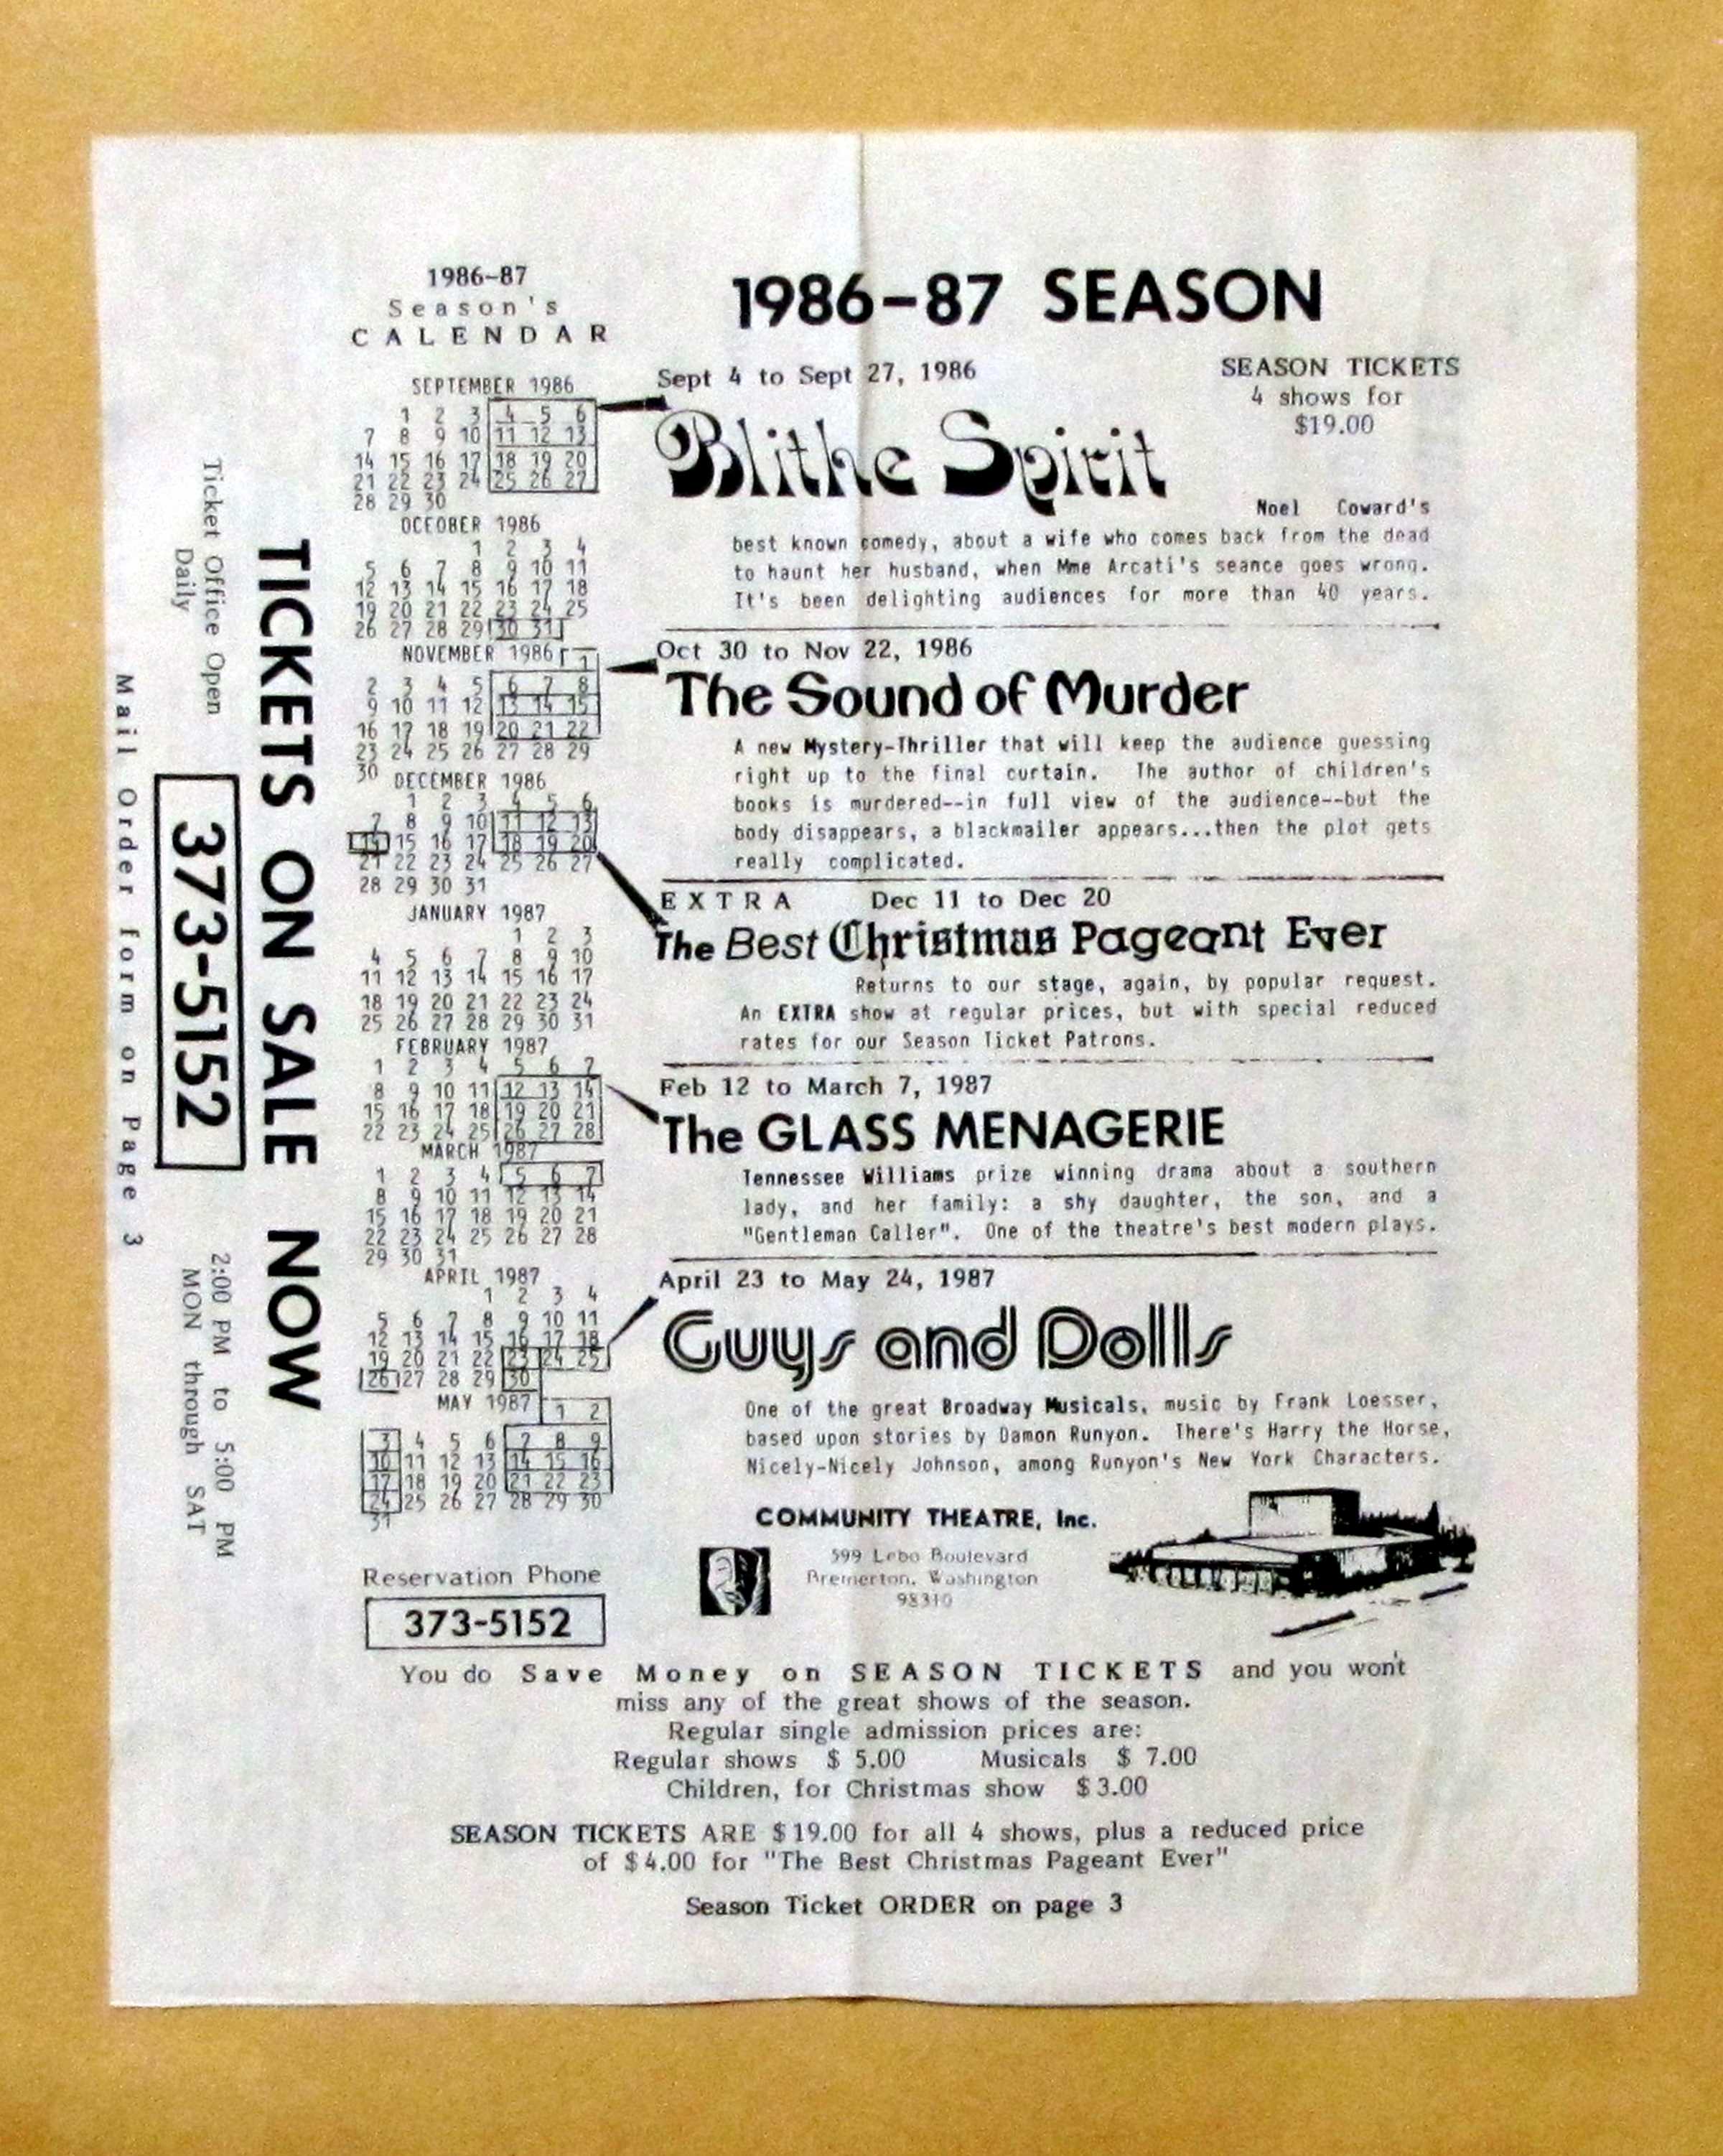 1986-87
Season's
CALENDAR
SEPTEMBER 1986
1 2 3 4 5 6
7 8 9 10 11 12 13
14 15 16 17 18 19 20
21 22 23 24 25 26 27
28 29 30
OCTOBER 1986
1 2 3 4
5 6 7 8 9 10 11
12 13 14 15 16 17 18
19 20 21 22 23 24 25
26 27 28 29 30 31
NOVEMBER 1986
1
2 3 4 5 6 7 8
9 10 11 12 13 14 15
16 17 18 19 20 21 22
23 24 25 26 27 28 29
30
DECEMBER 1986
1 2 3 4 5 6
7 8 9 10 11 12 13
14 15 16 17 18 19 20
21 22 23 24 25 26 27
28 29 30 31
JANUARY 1987
1 2 3
4 5 6 7 8 9 10
11 12 13 14 15 16 17
18 19 20 21 22 23 24
25 26 27 28 29 30 31
FEBRUARY 1987
1 2 3 4 5 6 7
8 9 10 11 12 13 14
15 16 17 18 19 20 21
22 23 24 25 26 27 28
MARCH 1987
1 2 3 4 5 6 7
8 9 10 11 12 13 14
15 16 17 18 19 20 21
22 23 24 25 26 27 28
29 30 31
APRIL 1987
1 2 3 4
5 6 7 8 9 10 11
12 13 14 15 16 17 18
19 20 21 22 23 24 25
26 27 28 29 30
MAY 1987
1 2
3 4 5 6 7 8 9
10 11 12 13 14 15 16
17 18 19 20 21 22 23
24 25 26 27 28 29 30
31
Reservation Phone
373-5152
TICKETS ON SALE NOW
Ticket Office Open
Daily
373-5152
2:00 PM to 5:00 PM
MON through SAT
Mail Order form on Page 3
1986-87 SEASON
Sept 4 to Sept 27, 1986
SEASON TICKETS
4 shows for
$19.00
Blithe Spirit
Noel Coward's
best known comedy, about a wife who comes back from the dead
to haunt her husband, when Mme Arcati's seance goes wrong.
It's been delighting audiences for more than 40 years.
Oct 30 to Nov 22, 1986
The Sound of Murder
A new Mystery-Thriller that will keep the audience guessing
right up to the final curtain. The author of children's
books is murdered--in full view of the audience--but the
body disappears, a blackmailer appears...then the plot gets
really complicated.
EXTRA Dec 11 to Dec 20
The Best Christmas Pageant Ever
Returns to our stage, again, by popular request.
An EXTRA show at regular prices, but with special reduced
rates for our Season Ticket Patrons.
Feb 12 to March 7, 1987
The GLASS MENAGERIE
Tennessee Williams prize winning drama about a southern
lady, and her family: a shy daughter, the son, and a
"Gentleman Caller". One of the theatre's best modern plays.
April 23 to May 24, 1987
Guys and Dolls
One of the great Broadway Musicals, music by Frank Loesser,
based upon stories by Damon Runyon. There's Harry the Horse,
Nicely-Nicely Johnson, among Runyon's New York Characters.
COMMUNITY THEATRE, Inc.
599 Lebo Boulevard
Bremerton, Washington
98310
You do Save Money on SEASON TICKETS and you won't
miss any of the great shows of the season.
Regular single admission prices are:
Regular shows $ 5.00 Musicals $ 7.00
Children, for Christmas show $3.00
SEASON TICKETS ARE $19.00 for all 4 shows, plus a reduced price
of $4.00 for "The Best Christmas Pageant Ever"
Season Ticket ORDER on page 3